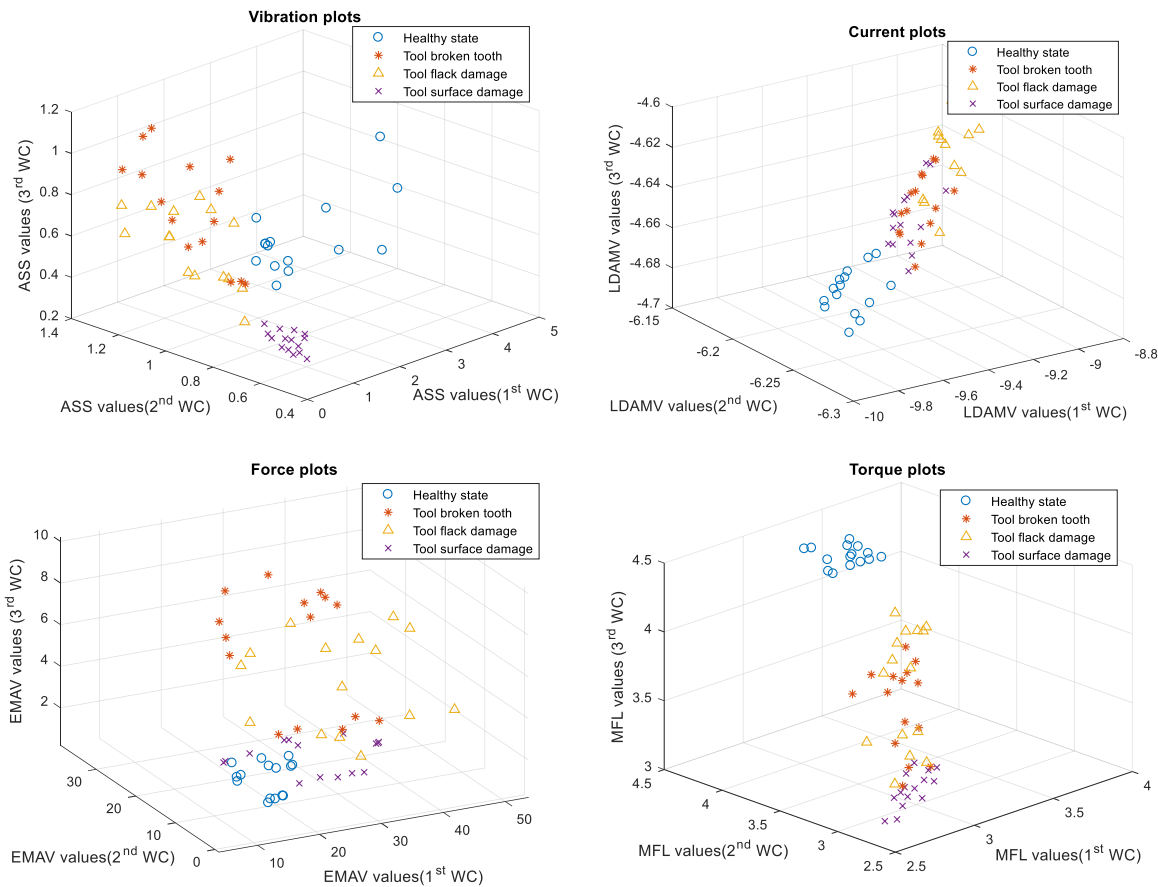 Vibration plots
Healthy state
Tool broken tooth
Tool flack damage
Tool surface damage
1.2
1
0.8
0.6
0.4
0.2
ASS values (3rd WC)
1.4
1.2
1
0.8
0.6
0.4
ASS values(2nd WC)
0
1
2
3
4
5
ASS values(1st WC)
Current plots
Healthy state
Tool broken tooth
Tool flack damage
Tool surface damage
-4.6
-4.62
-4.64
-4.66
-4.68
-4.7
LDAMV values (3rd WC)
-6.15
-6.2
-6.25
-6.3
LDAMV values(2nd WC)
-10
-9.8
-9.6
-9.4
-9.2
-9
-8.8
LDAMV values(1st WC)
Force plots
Healthy state
Tool broken tooth
Tool flack damage
Tool surface damage
10
8
6
4
2
EMAV values (3rd WC)
30
20
10
0
EMAV values(2nd WC)
10
20
30
40
50
EMAV values(1st WC)
Torque plots
Healthy state
Tool broken tooth
Tool flack damage
Tool surface damage
4.5
4
3.5
3
MFL values (3rd WC)
4.5
4
3.5
3
2.5
MFL values(2nd WC)
3
3.5
4
MFL values(1st WC)